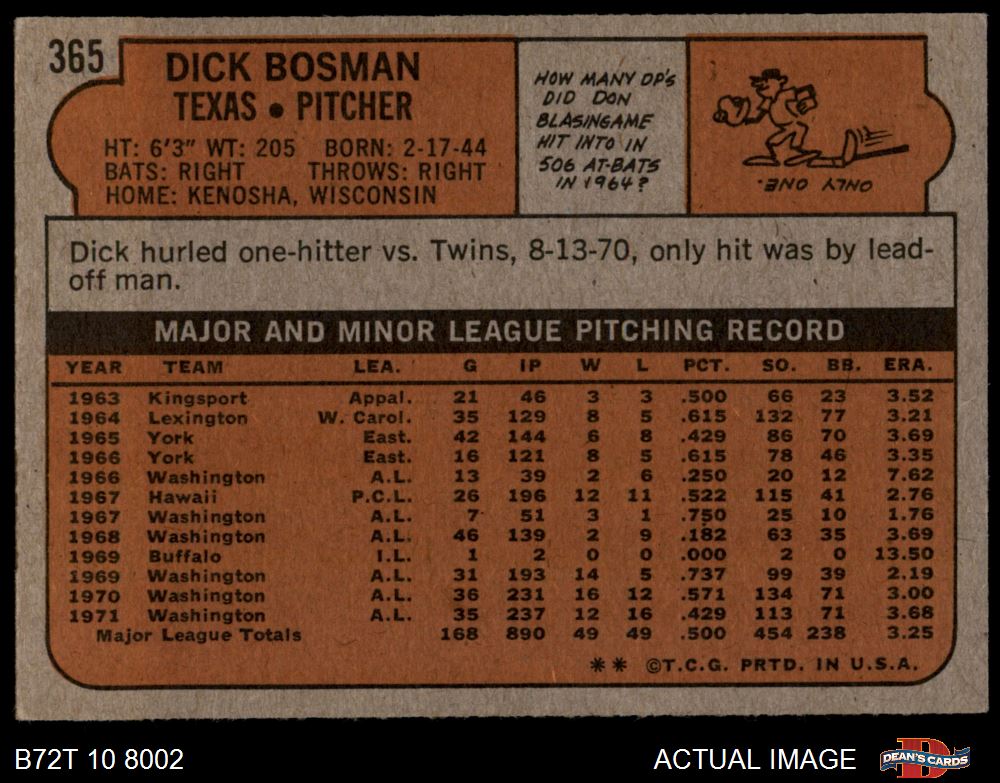 365
DICK BOSMAN
TEXAS • PITCHER
HT: 6'3" WT: 205 BORN: 2-17-44
BATS: RIGHT THROWS: RIGHT
HOME: KENOSHA, WISCONSIN
HOW MANY DP's
DID DON
BLASINGAME
HIT INTO IN
506 AT-BATS
IN 1964?
ONLY ONE.
Dick hurled one-hitter vs. Twins, 8-13-70, only hit was by lead-
off man.
MAJOR AND MINOR LEAGUE PITCHING RECORD
YEAR TEAM LEA. G IP W L PCT. SO. BB. ERA.
1963 Kingsport Appal. 21 46 3 3 .500 66 23 3.52
1964 Lexington W. Carol. 35 129 8 5 .615 132 77 3.21
1965 York East. 42 144 6 8 .429 86 70 3.69
1966 York East. 16 121 8 5 .615 78 46 3.35
1966 Washington A.L. 13 39 2 6 .250 20 12 7.62
1967 Hawaii P.C.L. 26 196 12 11 .522 115 41 2.76
1967 Washington A.L. 7 51 3 1 .750 25 10 1.76
1968 Washington A.L. 46 139 2 9 .182 63 35 3.69
1969 Buffalo I.L. 1 2 0 0 .000 2 0 13.50
1969 Washington A.L. 31 193 14 5 .737 99 39 2.19
1970 Washington A.L. 36 231 16 12 .571 134 71 3.00
1971 Washington A.L. 35 237 12 16 .429 113 71 3.68
Major League Totals 168 890 49 49 .500 454 238 3.25
** ©T.C.G. PRTD. IN U.S.A.
B72T 10 8002
ACTUAL IMAGE
D
DEAN'S CARDS